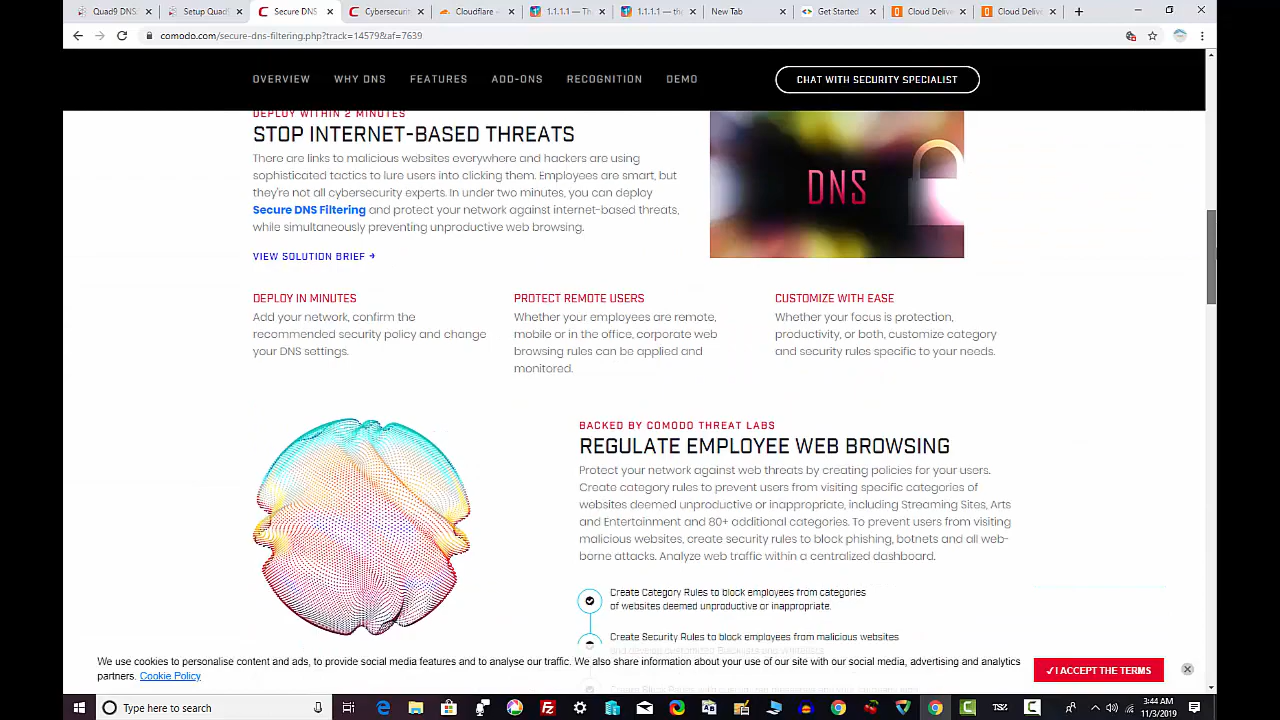 Quad9 DNS:
Setup Quad9
Secure DNS
Cybersecurit
Cloudflare -
1.1.1.1 — Th
1.1.1.1 — the
New Tab
Get Started
Cloud Deliv
Cloud Deliv
comodo.com/secure-dns-filtering.php?track=14579&af=7639
OVERVIEW WHY DNS FEATURES ADD-ONS RECOGNITION DEMO
CHAT WITH SECURITY SPECIALIST
DEPLOY WITHIN 2 MINUTES
STOP INTERNET-BASED THREATS
There are links to malicious websites everywhere and hackers are using
sophisticated tactics to lure users into clicking them. Employees are smart, but
they're not all cybersecurity experts. In under two minutes, you can deploy
Secure DNS Filtering and protect your network against internet-based threats,
while simultaneously preventing unproductive web browsing.
VIEW SOLUTION BRIEF →
DNS
DEPLOY IN MINUTES
Add your network, confirm the
recommended security policy and change
your DNS settings.
PROTECT REMOTE USERS
Whether your employees are remote,
mobile or in the office, corporate web
browsing rules can be applied and
monitored.
CUSTOMIZE WITH EASE
Whether your focus is protection,
productivity, or both, customize category
and security rules specific to your needs.
BACKED BY COMODO THREAT LABS
REGULATE EMPLOYEE WEB BROWSING
Protect your network against web threats by creating policies for your users.
Create category rules to prevent users from visiting specific categories of
websites deemed unproductive or inappropriate, including Streaming Sites, Arts
and Entertainment and 80+ additional categories. To prevent users from visiting
malicious websites, create security rules to block phishing, botnets and all web-
borne attacks. Analyze web traffic within a centralized dashboard.
Create Category Rules to block employees from categories
of websites deemed unproductive or inappropriate.
Create Security Rules to block employees from malicious websites
and develop customized Blacklists and Whitelists.
We use cookies to personalise content and ads, to provide social media features and to analyse our traffic. We also share information about your use of our site with our social media, advertising and analytics
partners. Cookie Policy
✓ I ACCEPT THE TERMS
Type here to search
3:44 AM
11/3/2019